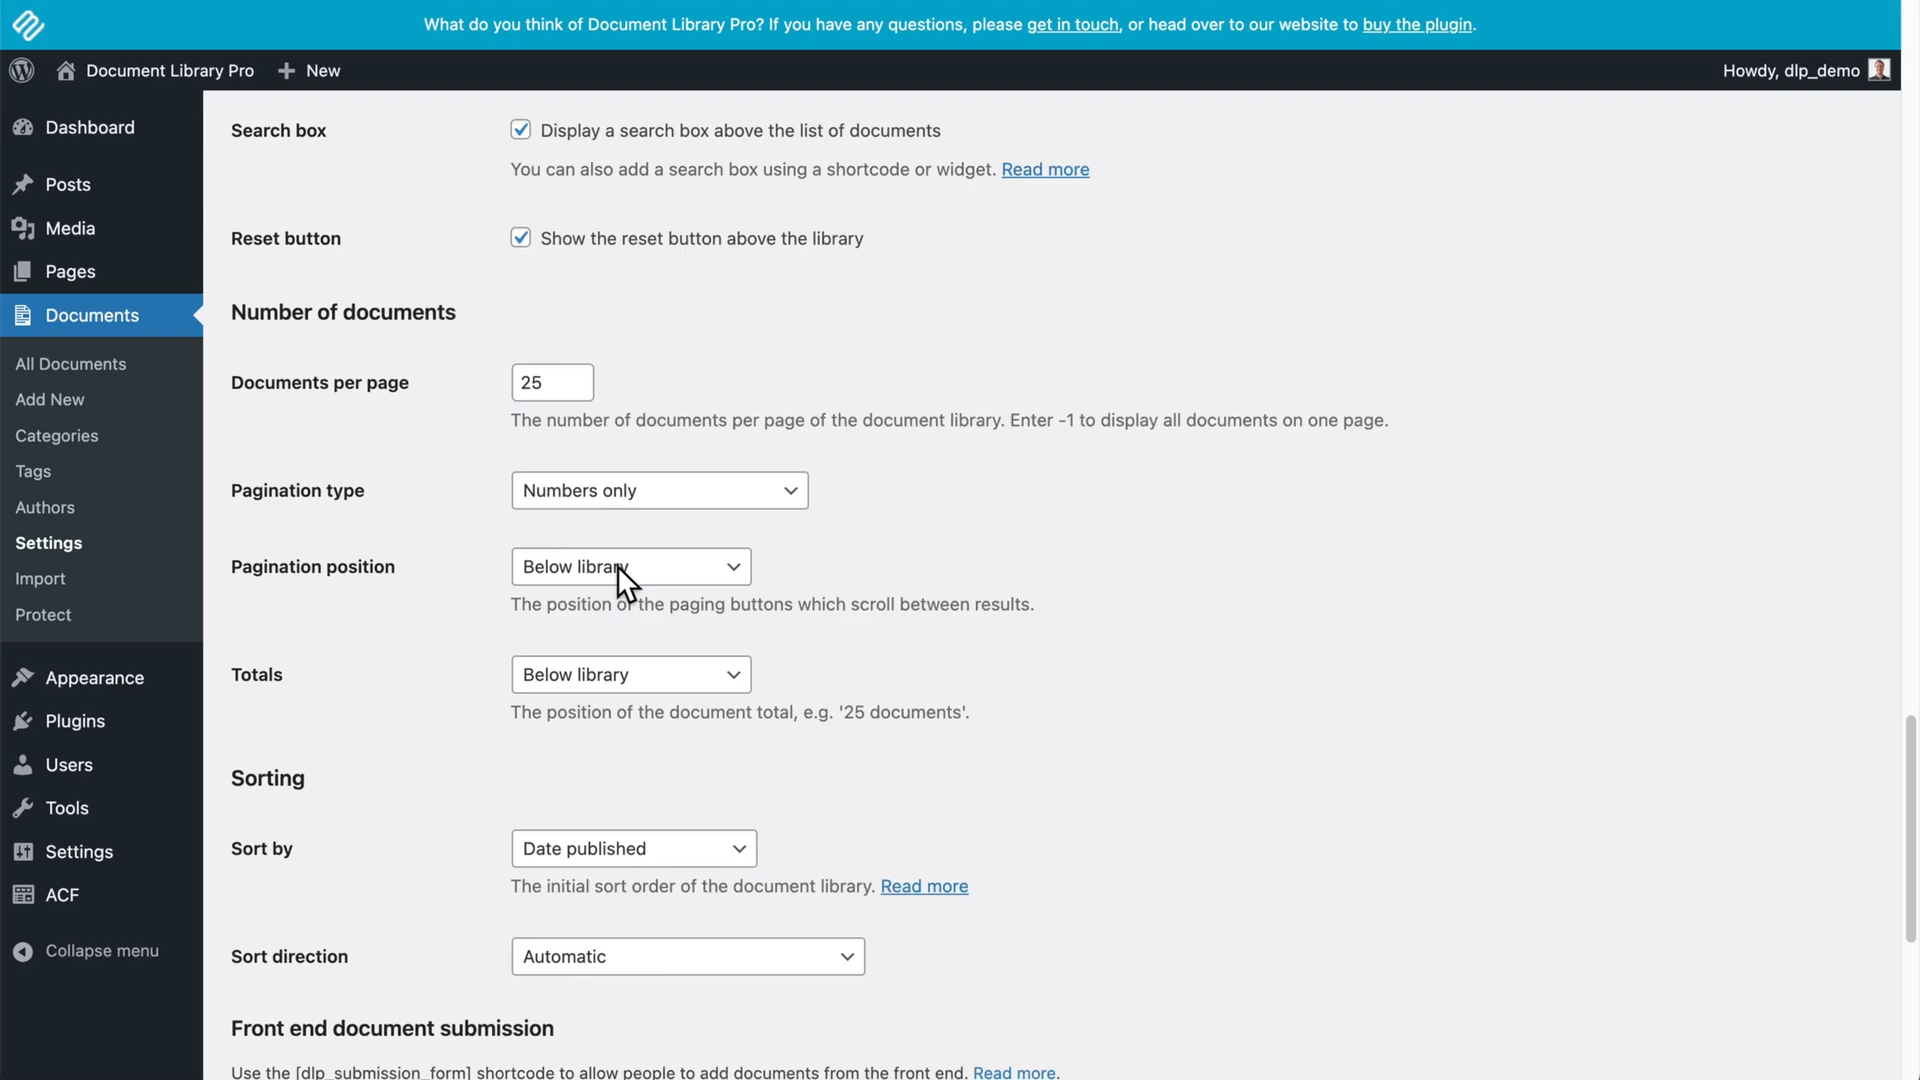 What do you think of Document Library Pro? If you have any questions, please get in touch, or head over to our website to buy the plugin.
Document Library Pro
New
Howdy, dlp_demo
Dashboard
Posts
Media
Pages
Documents
All Documents
Add New
Categories
Tags
Authors
Settings
Import
Protect
Appearance
Plugins
Users
Tools
Settings
ACF
Collapse menu
Search box
Display a search box above the list of documents
You can also add a search box using a shortcode or widget. Read more
Reset button
Show the reset button above the library
Number of documents
Documents per page
25
The number of documents per page of the document library. Enter -1 to display all documents on one page.
Pagination type
Numbers only
Pagination position
Below library
The position of the paging buttons which scroll between results.
Totals
Below library
The position of the document total, e.g. '25 documents'.
Sorting
Sort by
Date published
The initial sort order of the document library. Read more
Sort direction
Automatic
Front end document submission
Use the [dlp_submission_form] shortcode to allow people to add documents from the front end. Read more.